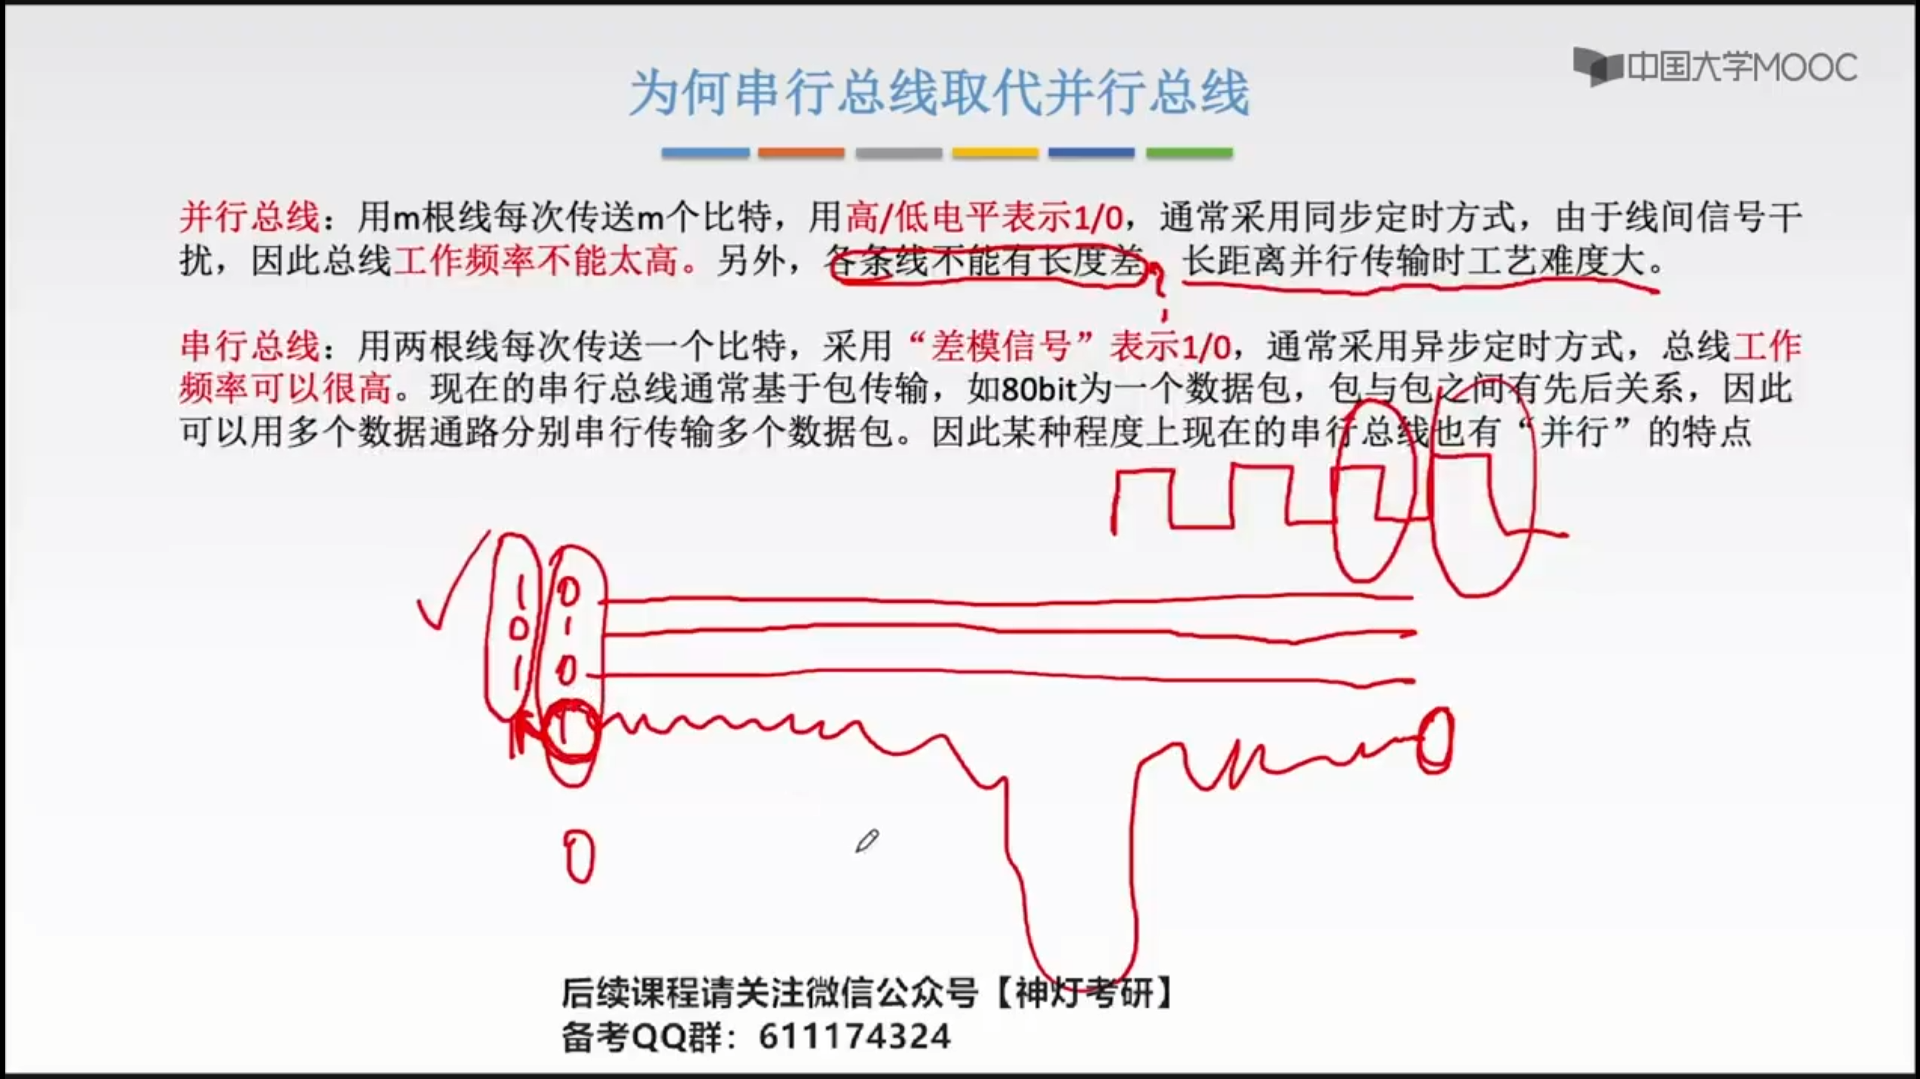 中国大学MOOC
为何串行总线取代并行总线
并行总线：用m根线每次传送m个比特，用高/低电平表示1/0，通常采用同步定时方式，由于线间信号干
扰，因此总线工作频率不能太高。另外，各条线不能有长度差，长距离并行传输时工艺难度大。
串行总线：用两根线每次传送一个比特，采用“差模信号”表示1/0，通常采用异步定时方式，总线工作
频率可以很高。现在的串行总线通常基于包传输，如80bit为一个数据包，包与包之间有先后关系，因此
可以用多个数据通路分别串行传输多个数据包。因此某种程度上现在的串行总线也有“并行”的特点
1 0
0 1
1 0
1
0
0
后续课程请关注微信公众号【神灯考研】
备考QQ群：611174324